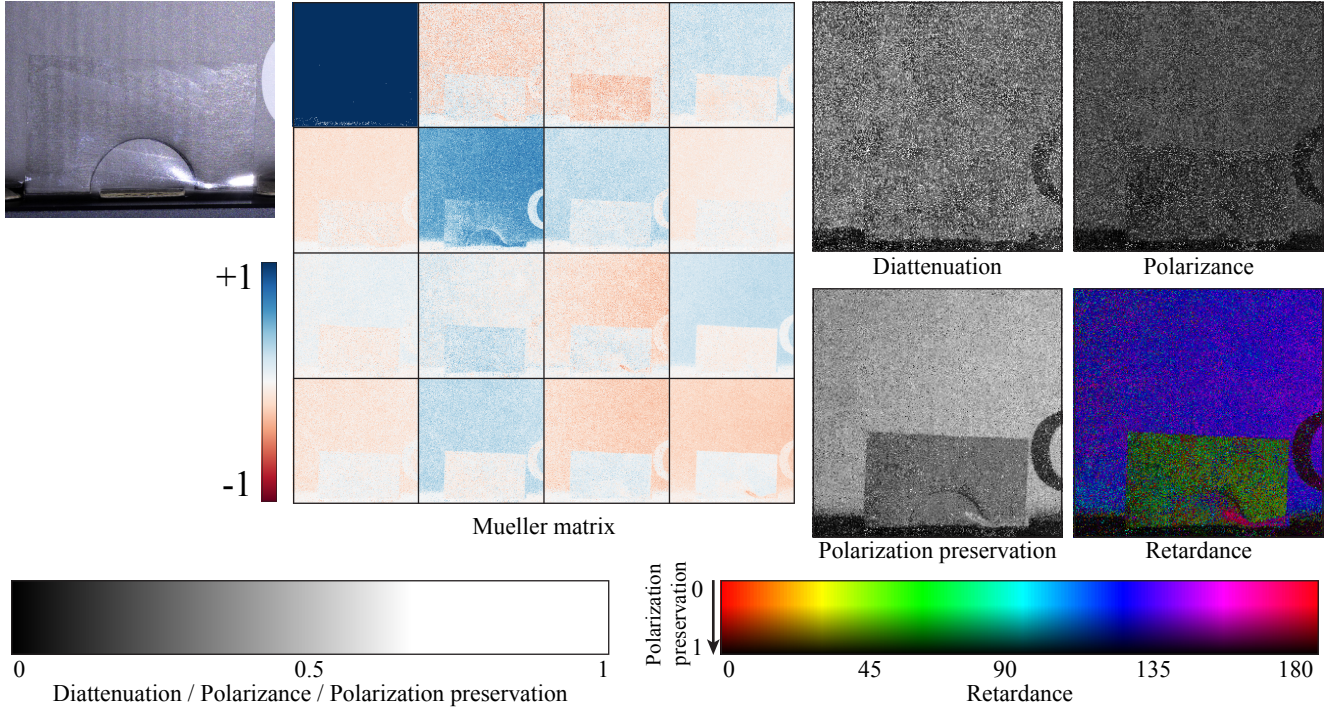 +1
-1
Mueller matrix
Diattenuation
Polarizance
Polarization preservation
Retardance
0
0.5
1
Diattenuation / Polarizance / Polarization preservation
Polarization
preservation
0
1
0
45
90
135
180
Retardance